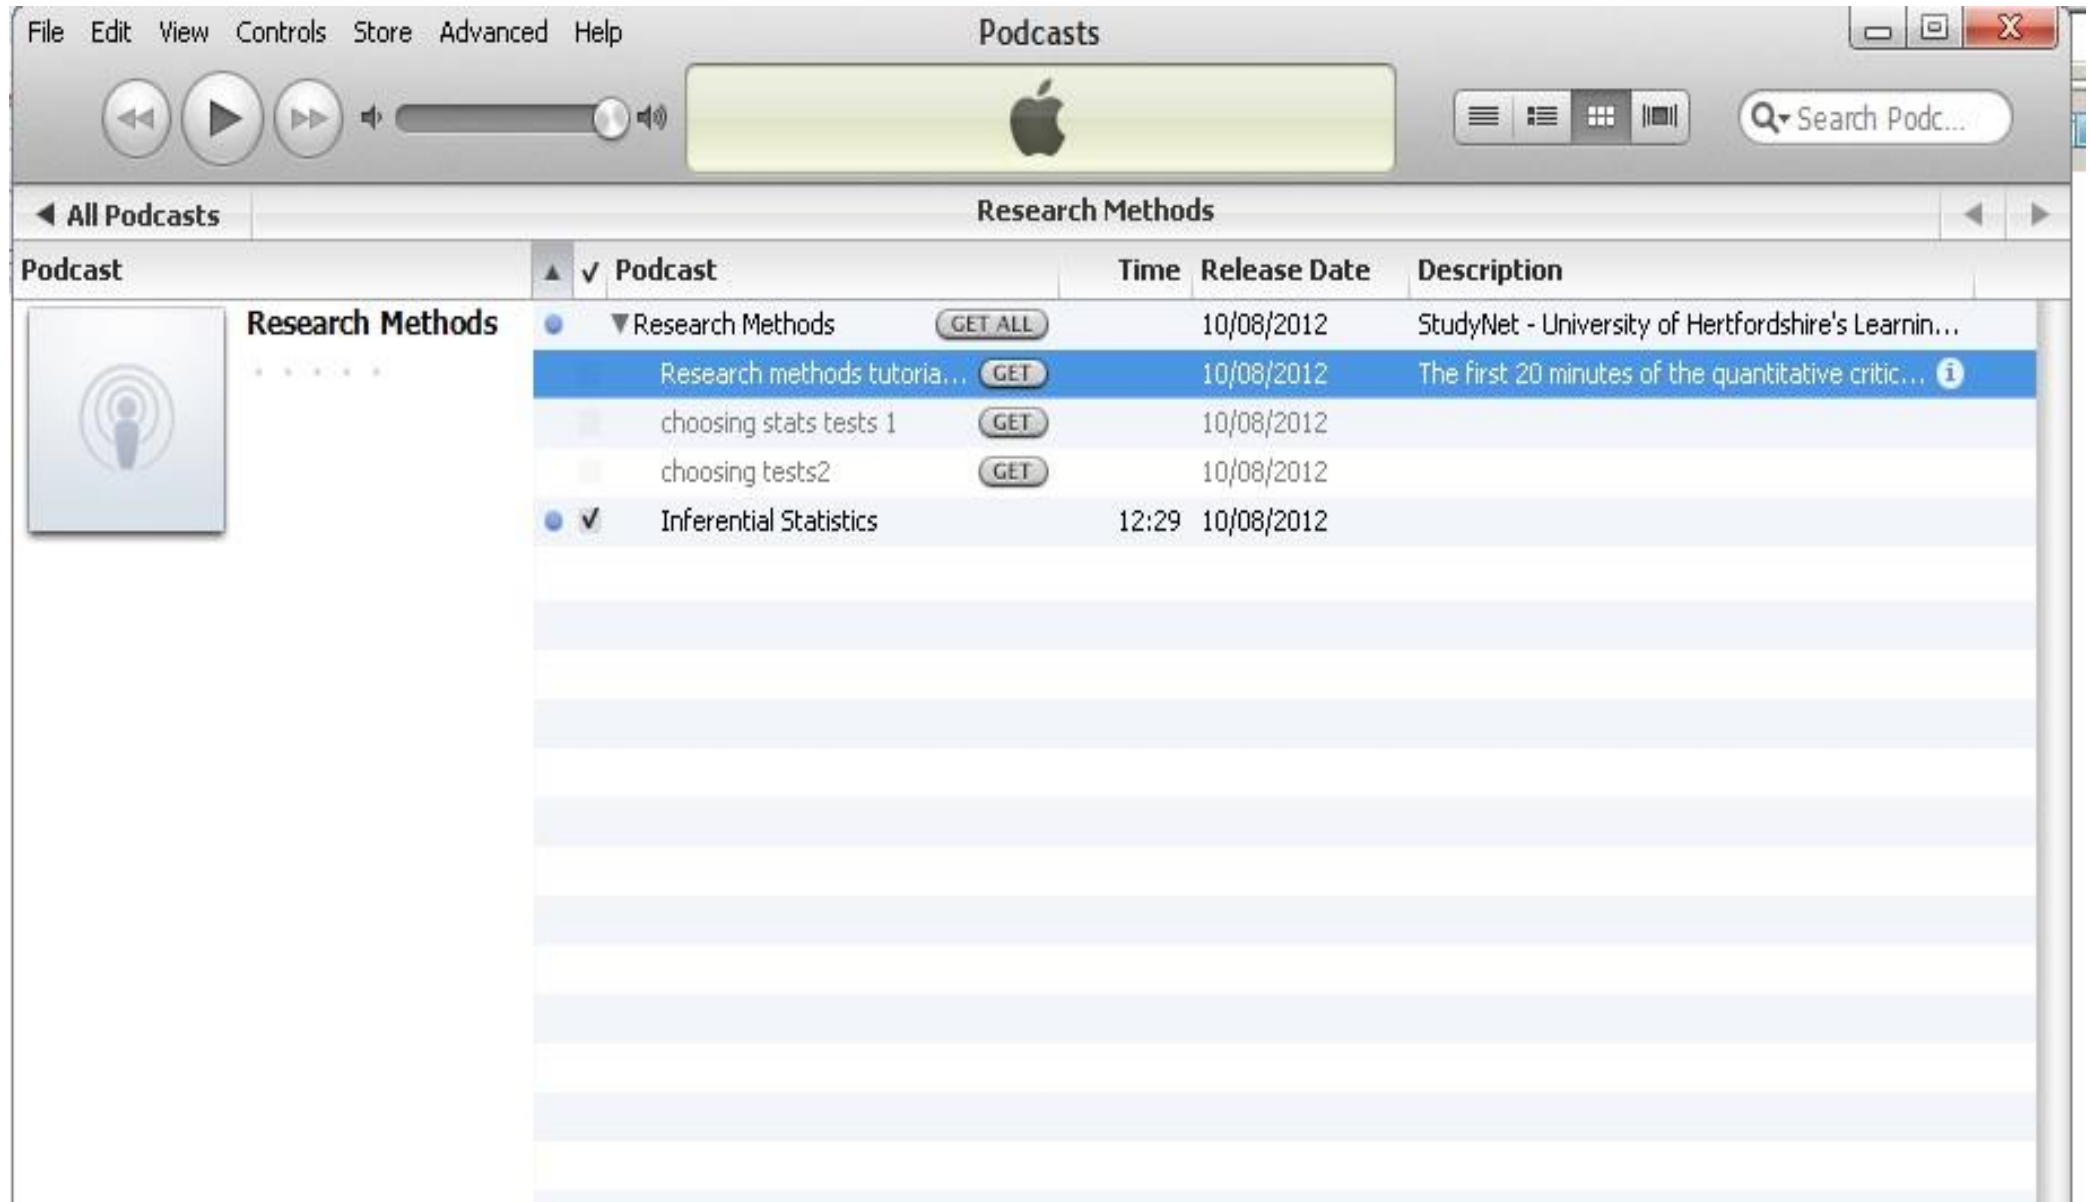 File Edit View Controls Store Advanced Help Podcasts
Search Podc...
All Podcasts Research Methods
Podcast Podcast Time Release Date Description
Research Methods
Research Methods GET ALL 10/08/2012 StudyNet - University of Hertfordshire's Learnin...
Research methods tutoria... GET 10/08/2012 The first 20 minutes of the quantitative critic...
choosing stats tests 1 GET 10/08/2012
choosing tests2 GET 10/08/2012
Inferential Statistics 12:29 10/08/2012